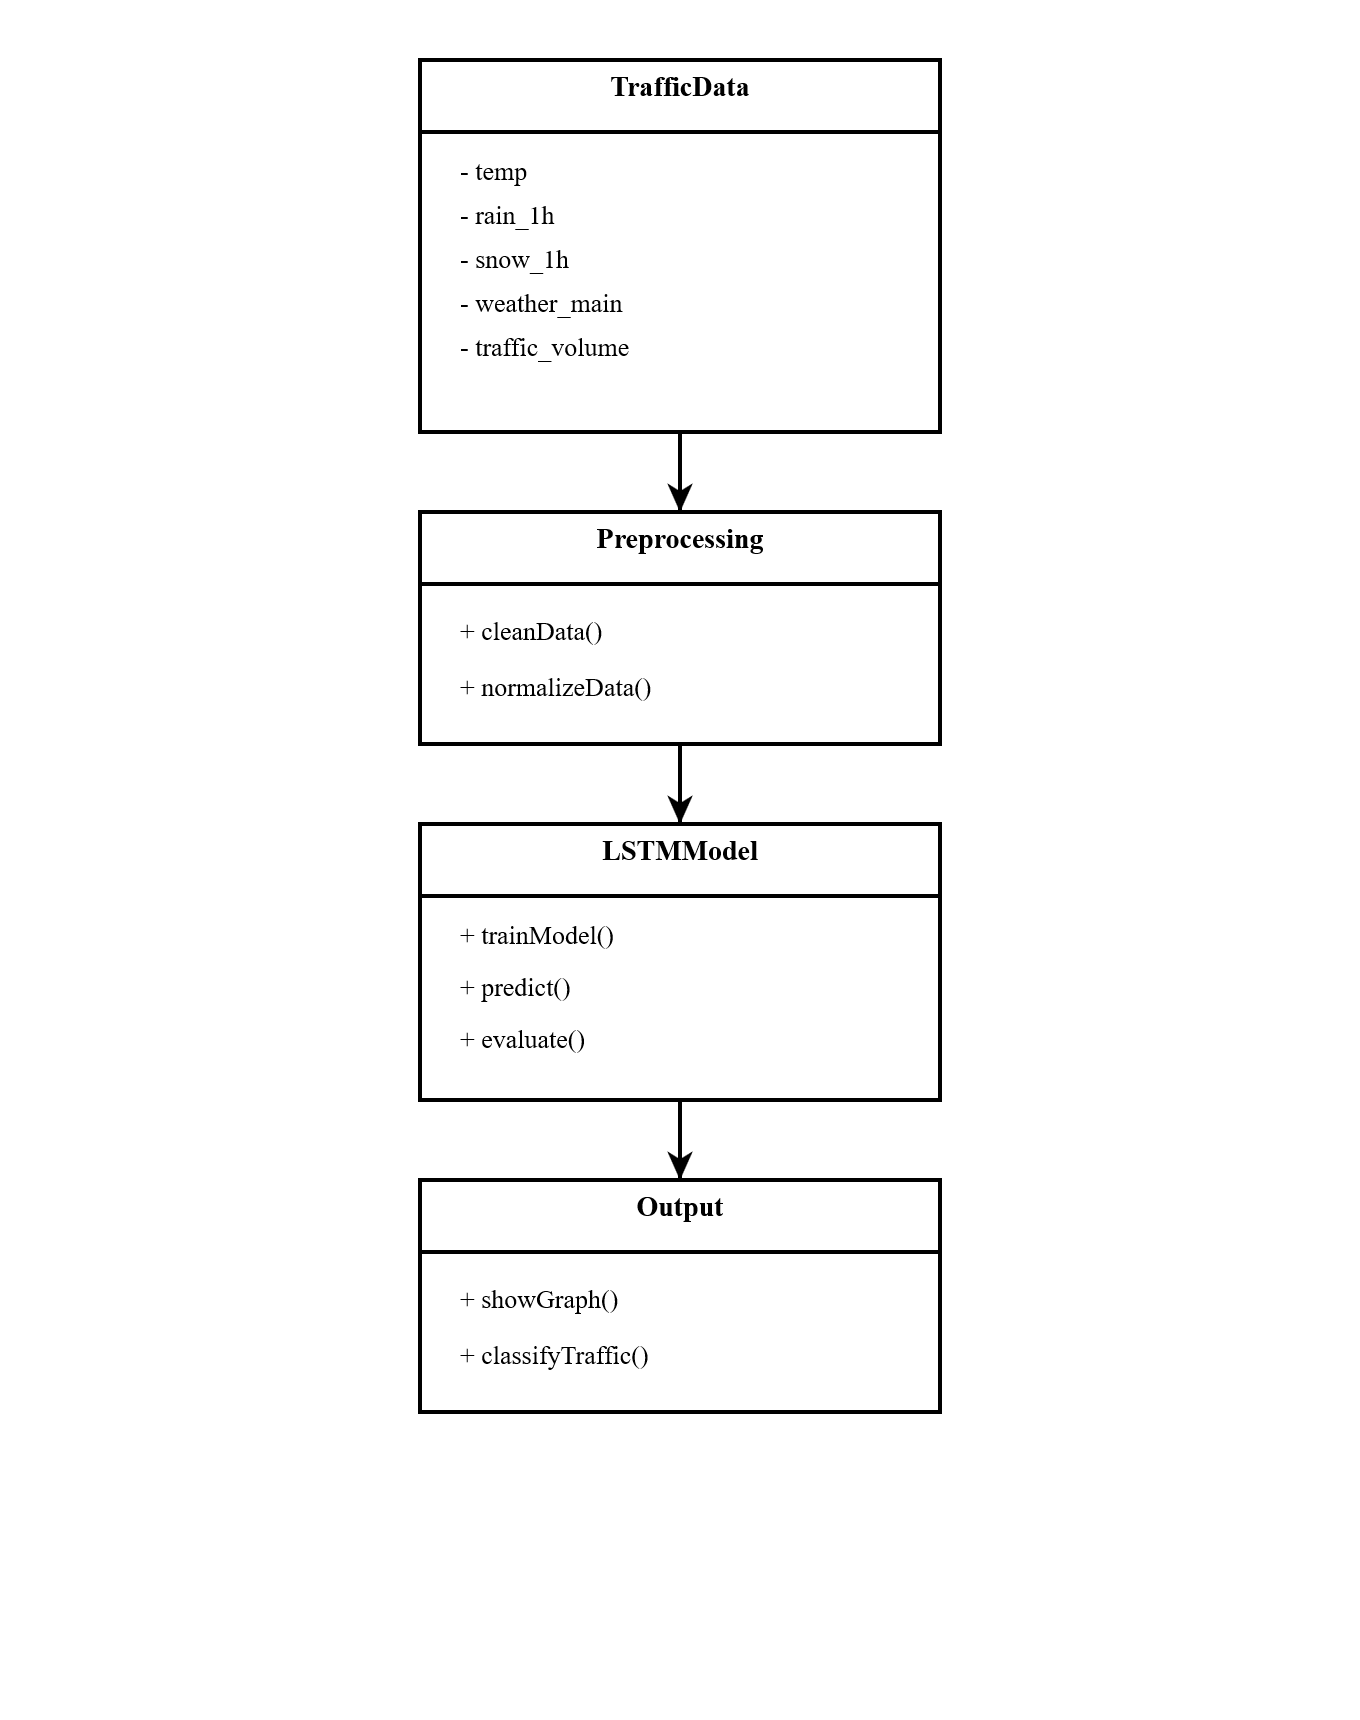 TrafficData
- temp
- rain_1h
- snow_1h
- weather_main
- traffic_volume
Preprocessing
+ cleanData()
+ normalizeData()
LSTMModel
+ trainModel()
+ predict()
+ evaluate()
Output
+ showGraph()
+ classifyTraffic()